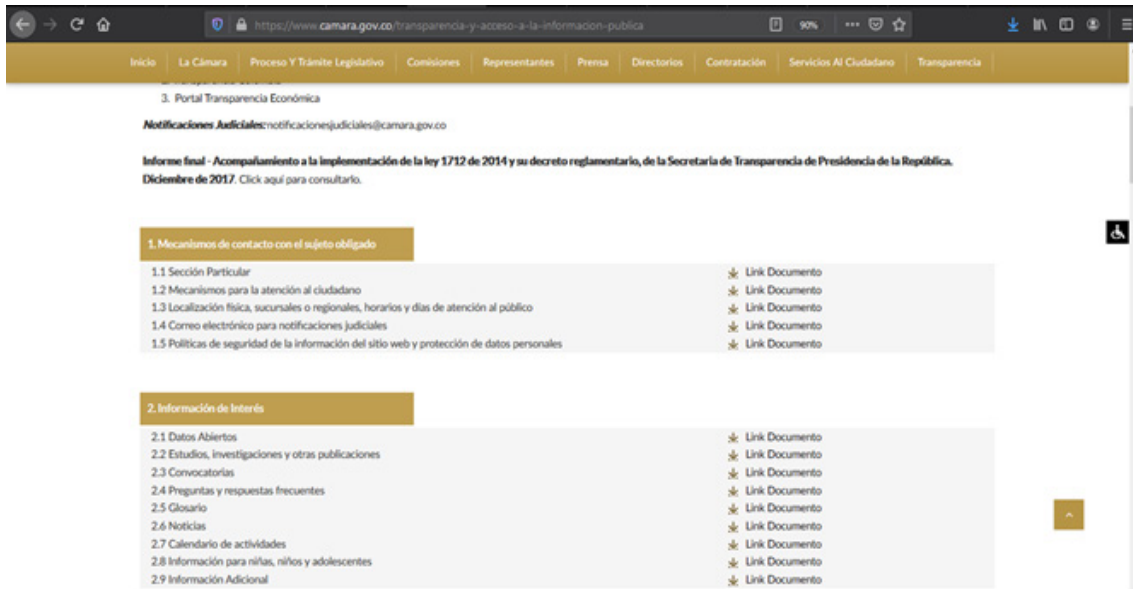 https://www.camara.gov.co/transparencia-y-acceso-a-la-informacion-publica
90%
Inicio La Cámara Proceso Y Trámite Legislativo Comisiones Representantes Prensa Directorios Contratación Servicios Al Ciudadano Transparencia
3. Portal Transparencia Económica
Notificaciones Judiciales:notificacionesjudiciales@camara.gov.co
Informe final - Acompañamiento a la implementación de la ley 1712 de 2014 y su decreto reglamentario, de la Secretaria de Transparencia de Presidencia de la República.
Diciembre de 2017. Click aquí para consultarlo.
1. Mecanismos de contacto con el sujeto obligado
1.1 Sección Particular Link Documento
1.2 Mecanismos para la atención al ciudadano Link Documento
1.3 Localización física, sucursales o regionales, horarios y días de atención al público Link Documento
1.4 Correo electrónico para notificaciones judiciales Link Documento
1.5 Políticas de seguridad de la información del sitio web y protección de datos personales Link Documento
2. Información de Interés
2.1 Datos Abiertos Link Documento
2.2 Estudios, investigaciones y otras publicaciones Link Documento
2.3 Convocatorias Link Documento
2.4 Preguntas y respuestas frecuentes Link Documento
2.5 Glosario Link Documento
2.6 Noticias Link Documento
2.7 Calendario de actividades Link Documento
2.8 Información para niñas, niños y adolescentes Link Documento
2.9 Información Adicional Link Documento